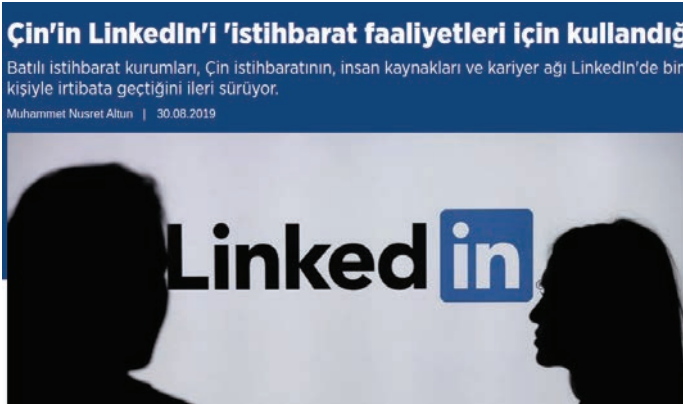 Çin'in LinkedIn'i 'istihbarat faaliyetleri için kullandığ
Batılı istihbarat kurumları, Çin istihbaratının, insan kaynakları ve kariyer ağı LinkedIn'de bin
kişiyle irtibata geçtiğini ileri sürüyor.
Muhammet Nusret Altun | 30.08.2019
Linkedin